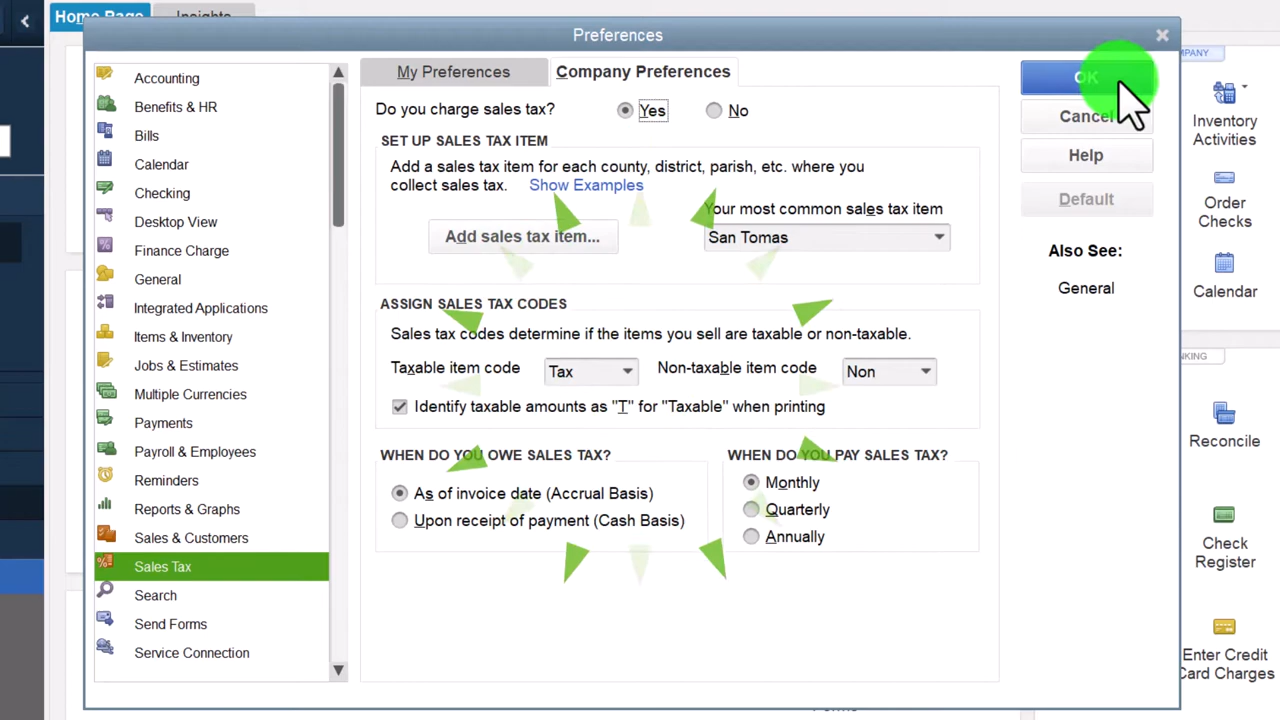 Home Page
Insights
Preferences
Accounting
Benefits & HR
Bills
Calendar
Checking
Desktop View
Finance Charge
General
Integrated Applications
Items & Inventory
Jobs & Estimates
Multiple Currencies
Payments
Payroll & Employees
Reminders
Reports & Graphs
Sales & Customers
Sales Tax
Search
Send Forms
Service Connection
My Preferences
Company Preferences
Do you charge sales tax?
Yes
No
SET UP SALES TAX ITEM
Add a sales tax item for each county, district, parish, etc. where you
collect sales tax. Show Examples
Your most common sales tax item
Add sales tax item...
San Tomas
ASSIGN SALES TAX CODES
Sales tax codes determine if the items you sell are taxable or non-taxable.
Taxable item code
Tax
Non-taxable item code
Non
Identify taxable amounts as "T" for "Taxable" when printing
WHEN DO YOU OWE SALES TAX?
As of invoice date (Accrual Basis)
Upon receipt of payment (Cash Basis)
WHEN DO YOU PAY SALES TAX?
Monthly
Quarterly
Annually
OK
Cancel
Help
Default
Also See:
General
Inventory
Activities
Order
Checks
Calendar
Reconcile
Check
Register
Enter Credit
Card Charges